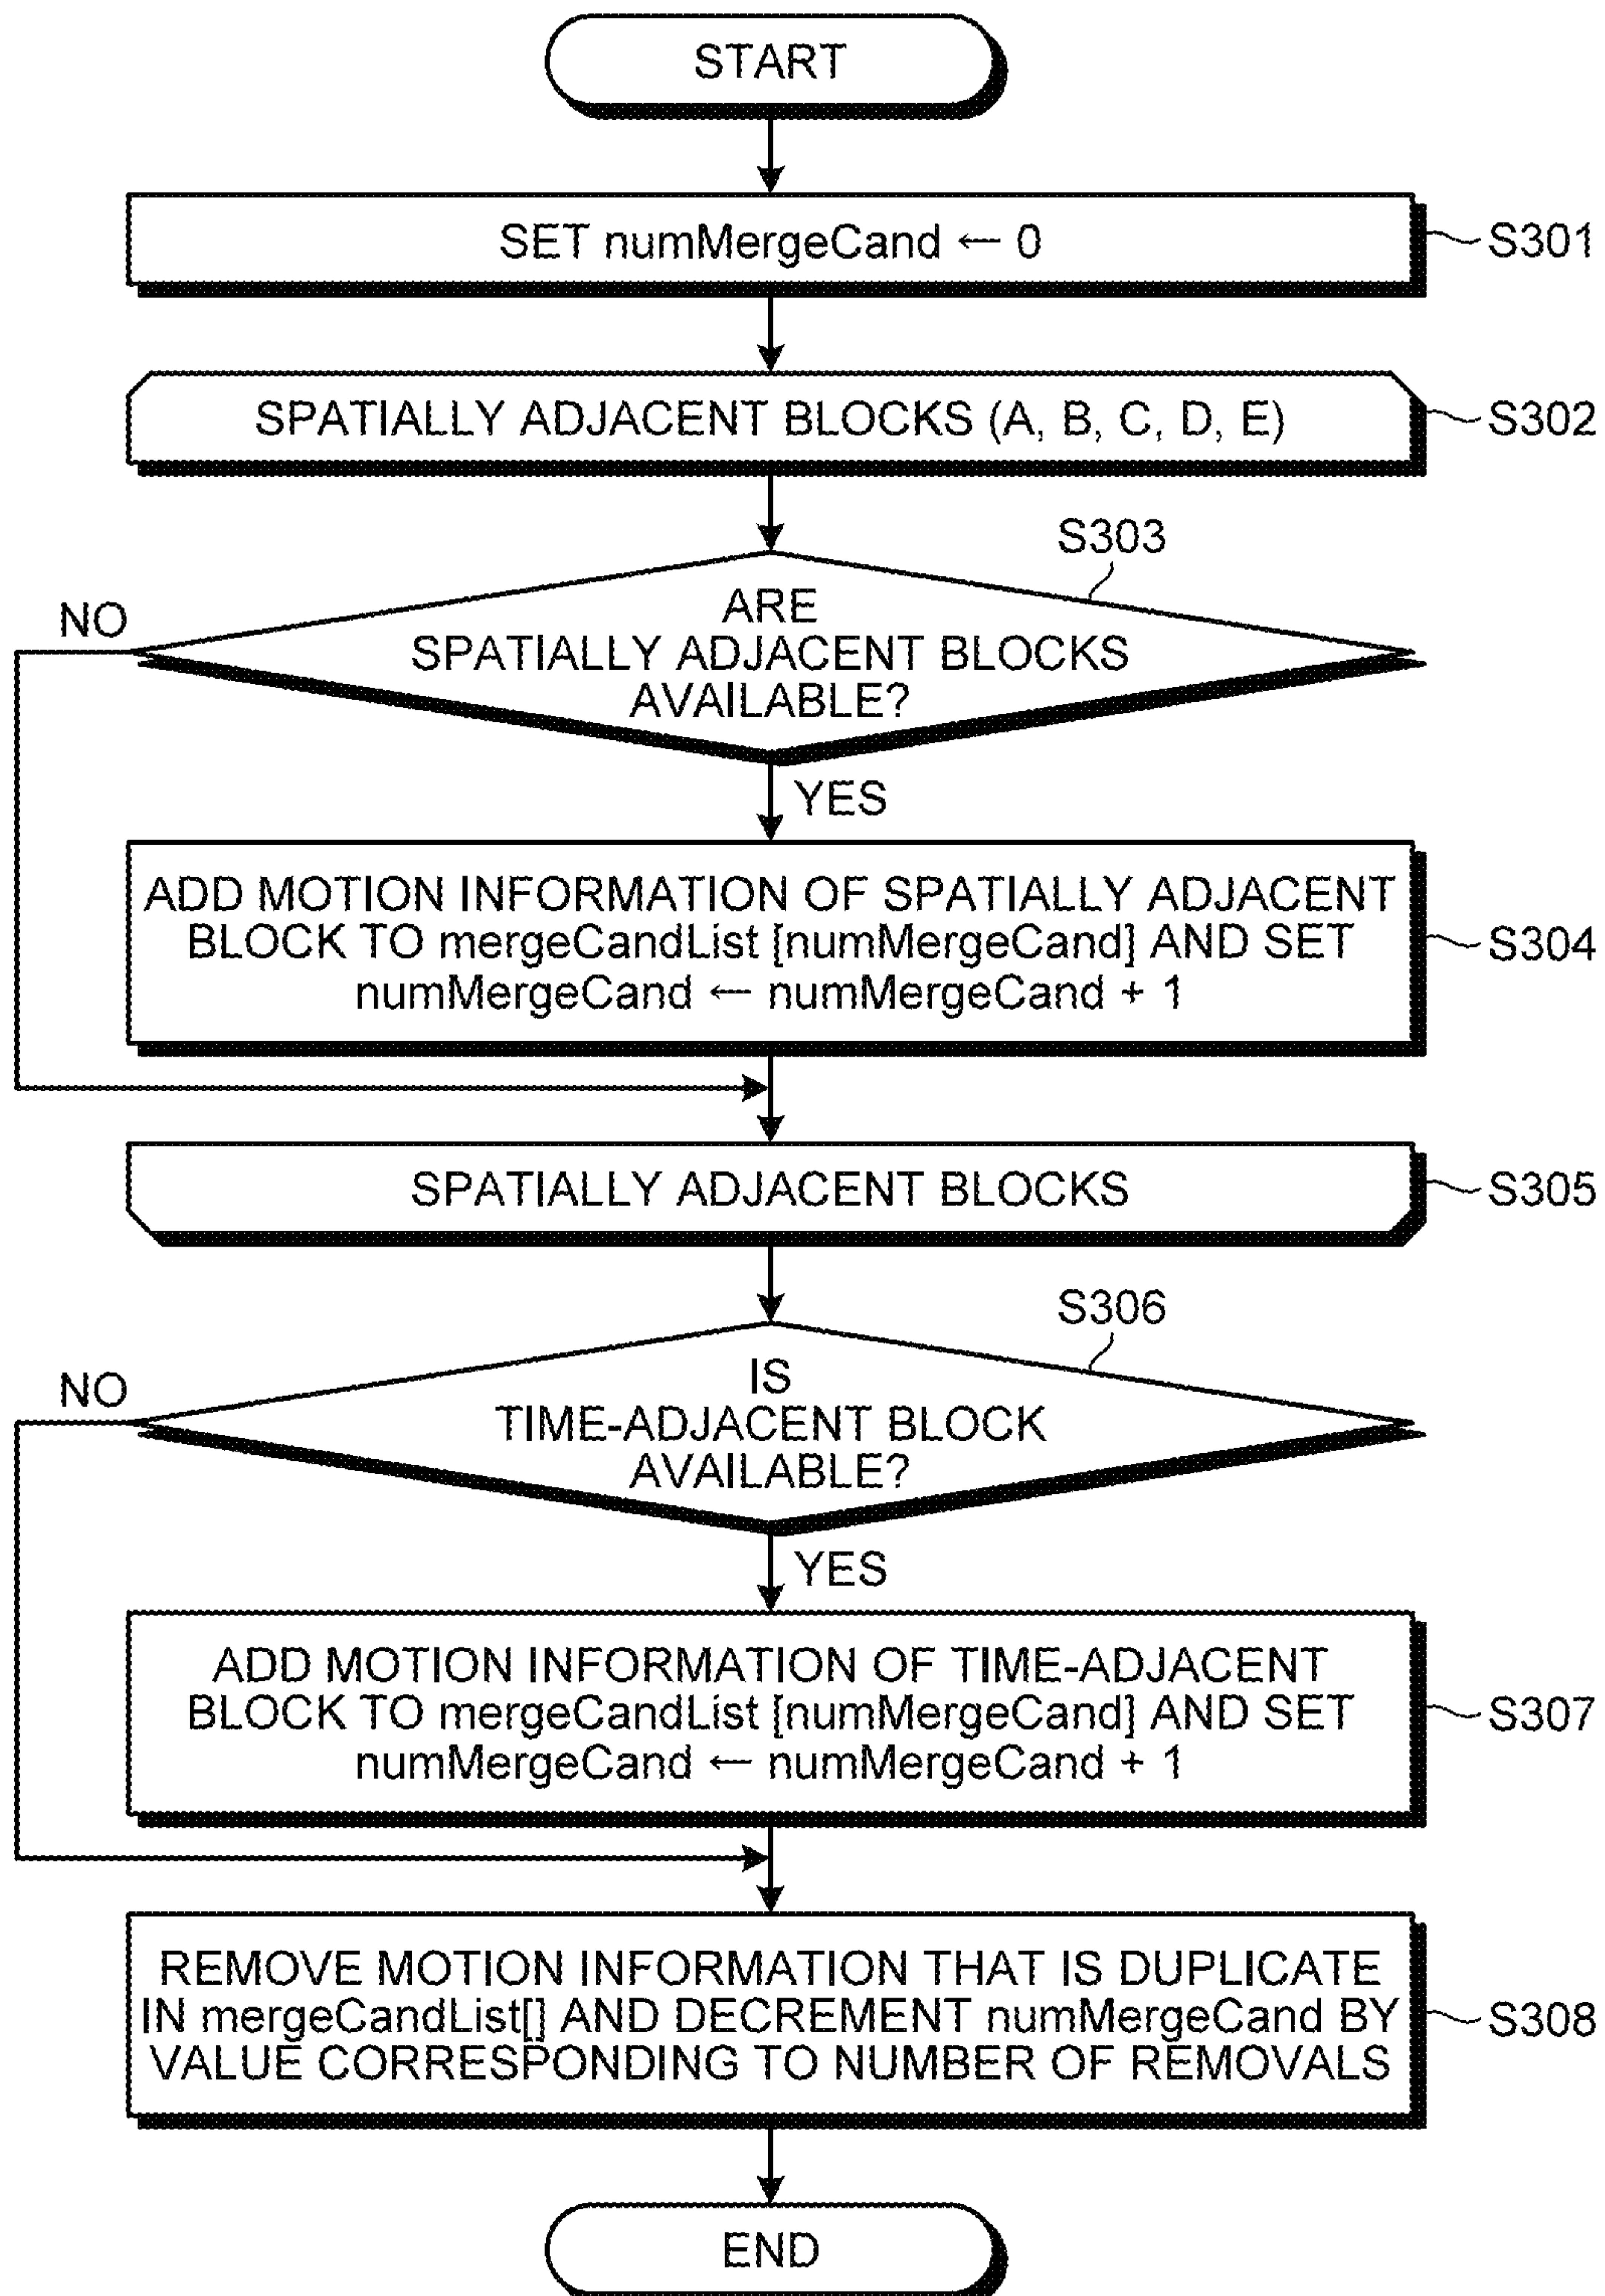 START
SET numMergeCand ← 0
S301
SPATIALLY ADJACENT BLOCKS (A, B, C, D, E)
S302
S303
NO
ARE
SPATIALLY ADJACENT BLOCKS
AVAILABLE?
YES
ADD MOTION INFORMATION OF SPATIALLY ADJACENT
BLOCK TO mergeCandList [numMergeCand] AND SET
numMergeCand ← numMergeCand + 1
S304
SPATIALLY ADJACENT BLOCKS
S305
S306
NO
IS
TIME-ADJACENT BLOCK
AVAILABLE?
YES
ADD MOTION INFORMATION OF TIME-ADJACENT
BLOCK TO mergeCandList [numMergeCand] AND SET
numMergeCand ← numMergeCand + 1
S307
REMOVE MOTION INFORMATION THAT IS DUPLICATE
IN mergeCandList[] AND DECREMENT numMergeCand BY
VALUE CORRESPONDING TO NUMBER OF REMOVALS
S308
END